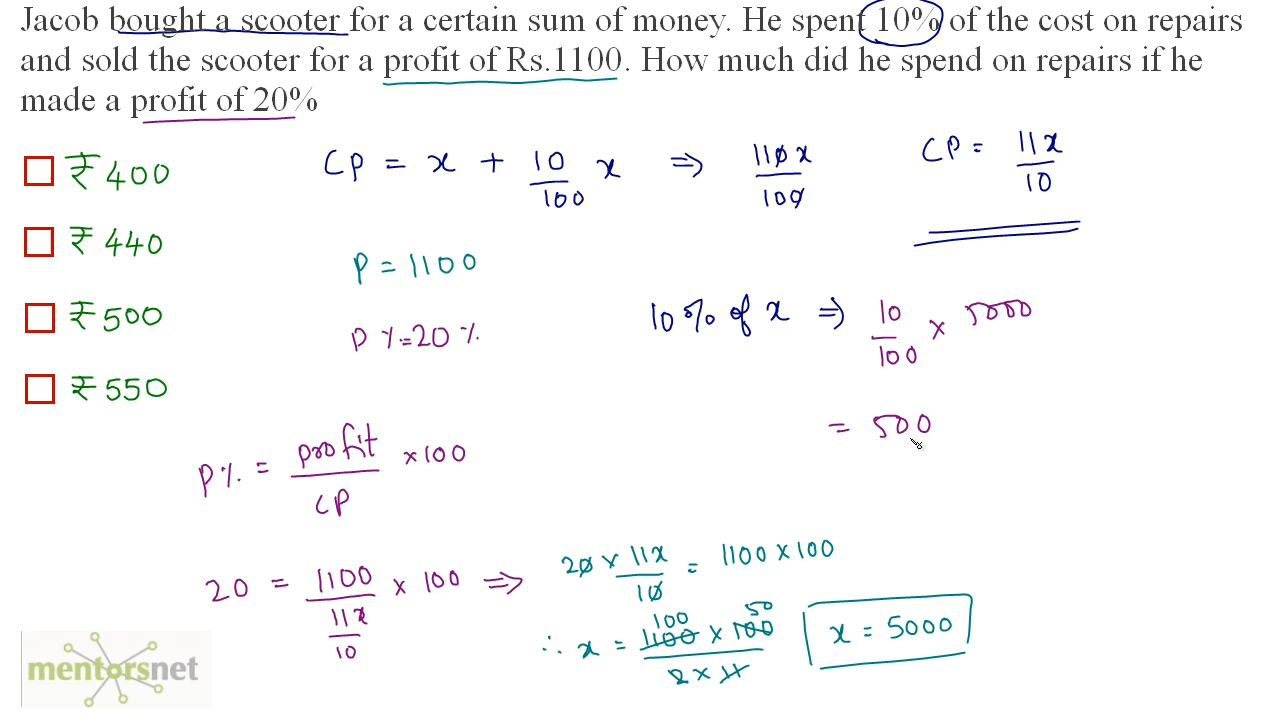 Jacob bought a scooter for a certain sum of money. He spent 10% of the cost on repairs
and sold the scooter for a profit of Rs.1100. How much did he spend on repairs if he
made a profit of 20%
₹ 400
₹ 440
₹ 500
₹ 550
CP = x + 10/100 x ⇒ 110x/100
CP = 11x/10
P = 1100
P % = 20 %
10% of x ⇒ 10/100 × 5000
= 500
P% = profit/CP × 100
20 = 1100/(11x/10) × 100 ⇒ 20 × 11x/10 = 1100 × 100
∴ x = 1100 × 100 / 2 × 11
100 50
x = 5000
mentorsnet